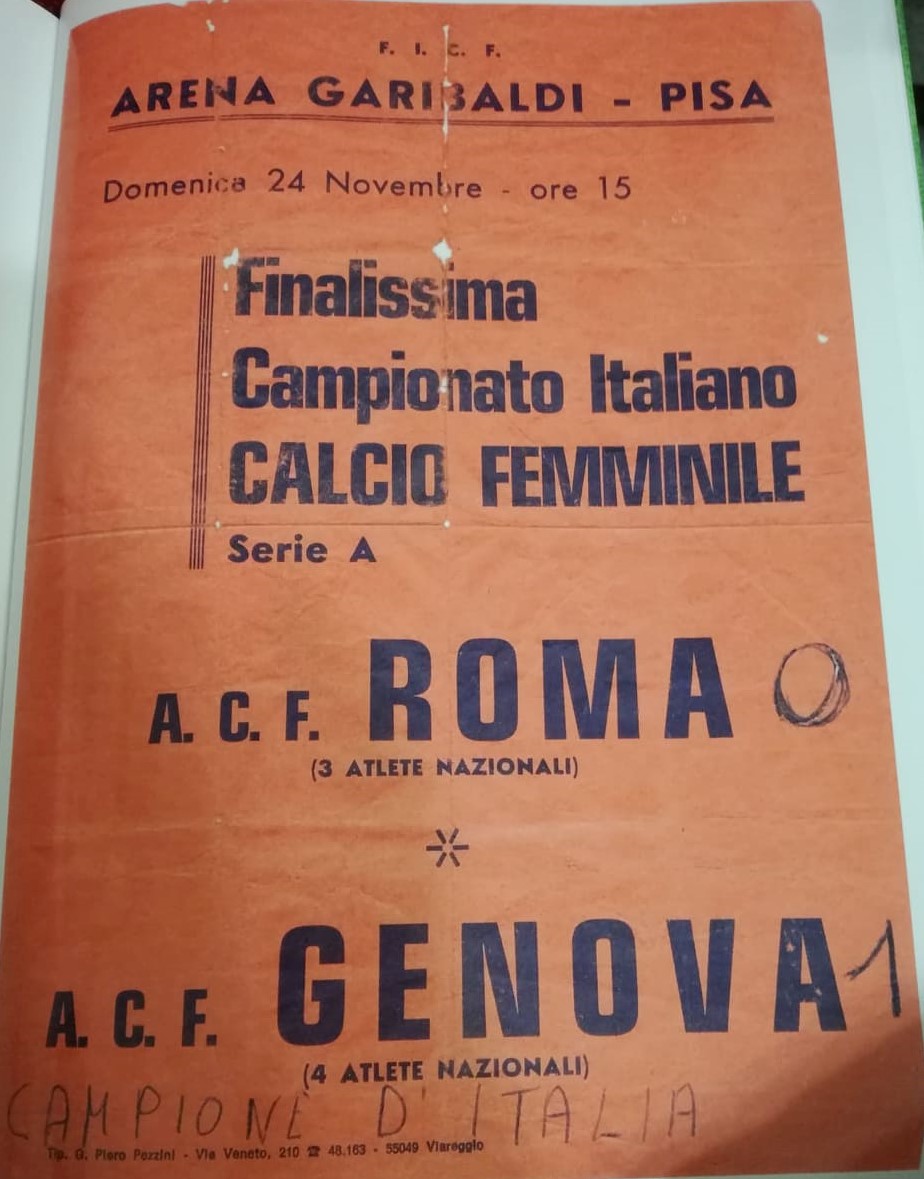 F. I. C. F.
ARENA GARIBALDI - PISA
Domenica 24 Novembre - ore 15
Finalissima
Campionato Italiano
CALCIO FEMMINILE
Serie A
A. C. F. ROMA 0
(3 ATLETE NAZIONALI)
A. C. F. GENOVA 1
(4 ATLETE NAZIONALI)
CAMPIONE D'ITALIA
Tip. G. Piero Pezzini - Via Veneto, 210 ☎ 48.163 - 55049 Viareggio